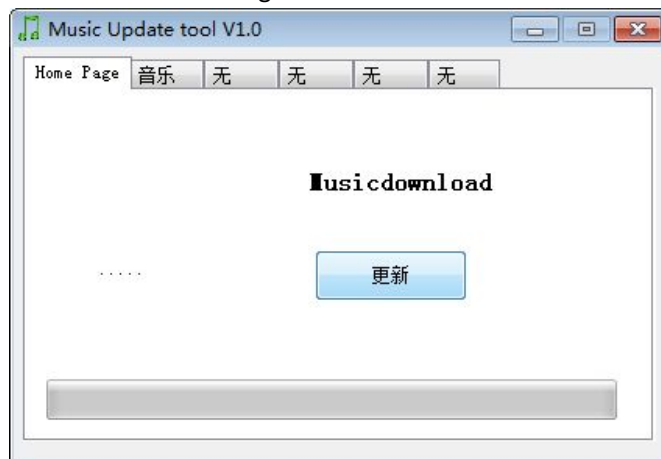 Music Update tool V1.0
Home Page 音乐 无 无 无 无
Musicdownload
..... 更新